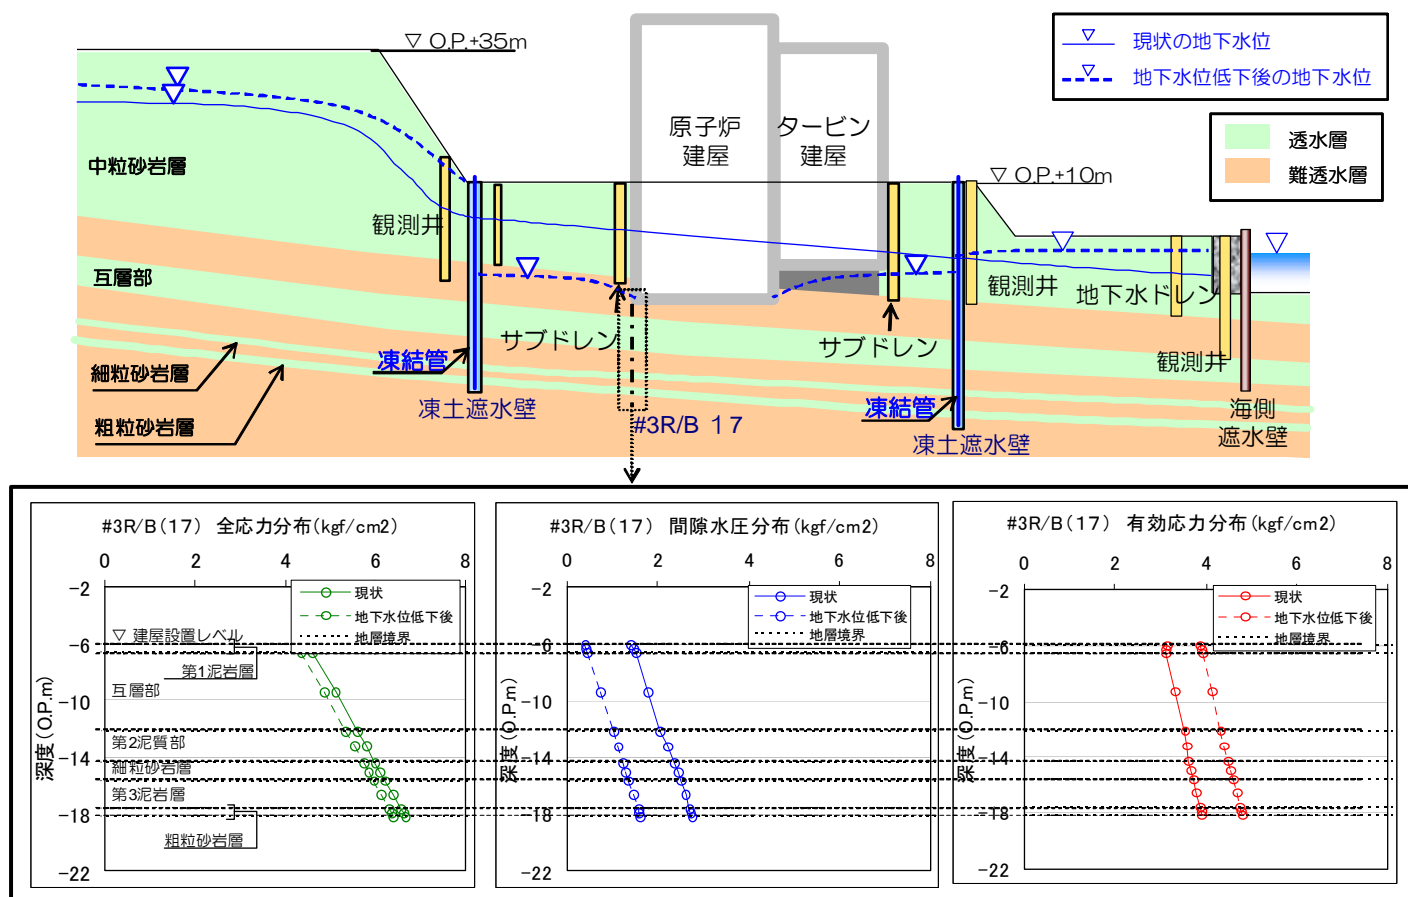 ▽ O.P.+35m
▽ 現状の地下水位
▽ 地下水位低下後の地下水位
原子炉
建屋
タービン
建屋
透水層
難透水層
中粒砂岩層
▽ O.P.+10m
観測井
互層部
観測井
地下水ドレン
サブドレン
サブドレン
凍結管
観測井
細粒砂岩層
凍結管
凍土遮水壁
海側
遮水壁
粗粒砂岩層
#3R/B 17
凍土遮水壁
#3R/B(17) 全応力分布(kgf/cm2)
0 2 4 6 8
深度(O.P.m)
-2
-6
-10
-14
-18
-22
現状
地下水位低下後
地層境界
▽ 建屋設置レベル
第1泥岩層
互層部
第2泥質部
細粒砂岩層
第3泥岩層
粗粒砂岩層
#3R/B(17) 間隙水圧分布(kgf/cm2)
0 2 4 6 8
深度(O.P.m)
-2
-6
-10
-14
-18
-22
現状
地下水位低下後
地層境界
#3R/B(17) 有効応力分布(kgf/cm2)
0 2 4 6 8
深度(O.P.m)
-2
-6
-10
-14
-18
-22
現状
地下水位低下後
地層境界